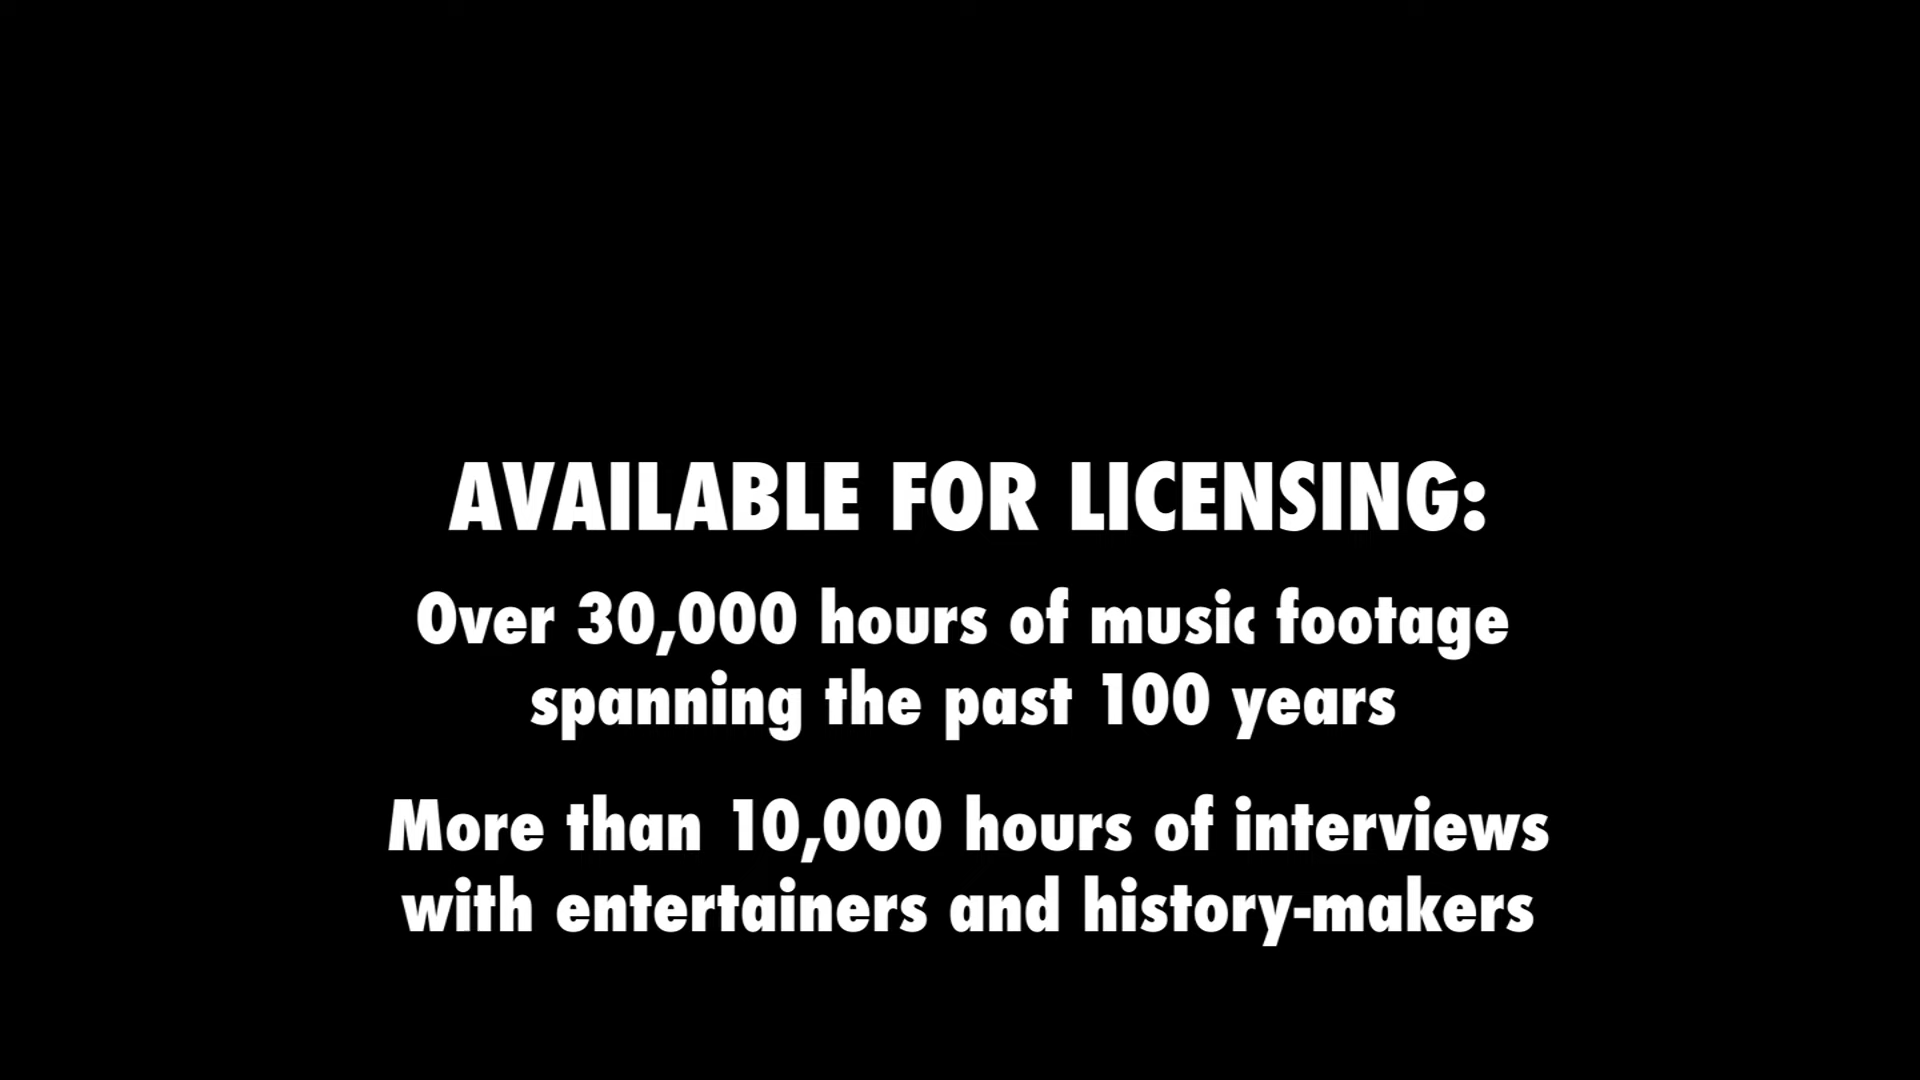 AVAILABLE FOR LICENSING:
Over 30,000 hours of music footage
spanning the past 100 years
More than 10,000 hours of interviews
with entertainers and history-makers